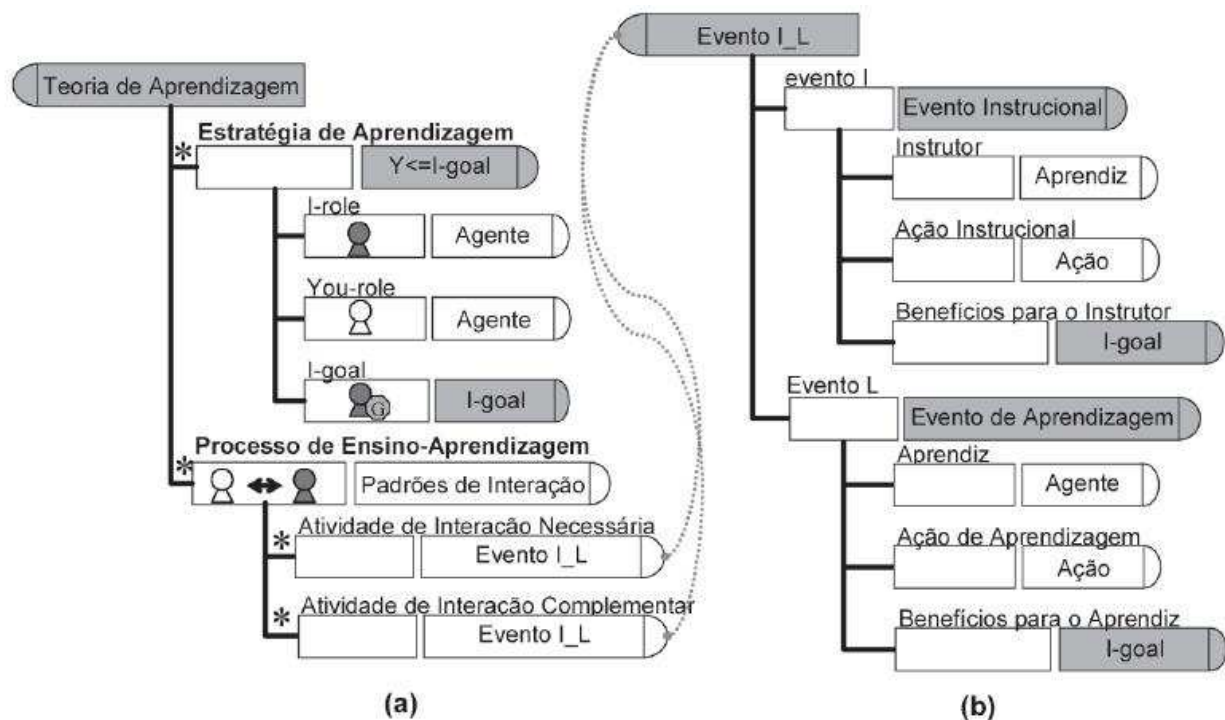 Teoria de Aprendizagem
Estratégia de Aprendizagem
*
Y<=I-goal
I-role
Agente
You-role
Agente
I-goal
G
I-goal
Processo de Ensino-Aprendizagem
*
Padrões de Interação
Atividade de Interação Necessária
*
Evento I_L
Atividade de Interação Complementar
*
Evento I_L
(a)
Evento I_L
evento I
Evento Instrucional
Instrutor
Aprendiz
Ação Instrucional
Ação
Benefícios para o Instrutor
I-goal
Evento L
Evento de Aprendizagem
Aprendiz
Agente
Ação de Aprendizagem
Ação
Benefícios para o Aprendiz
I-goal
(b)